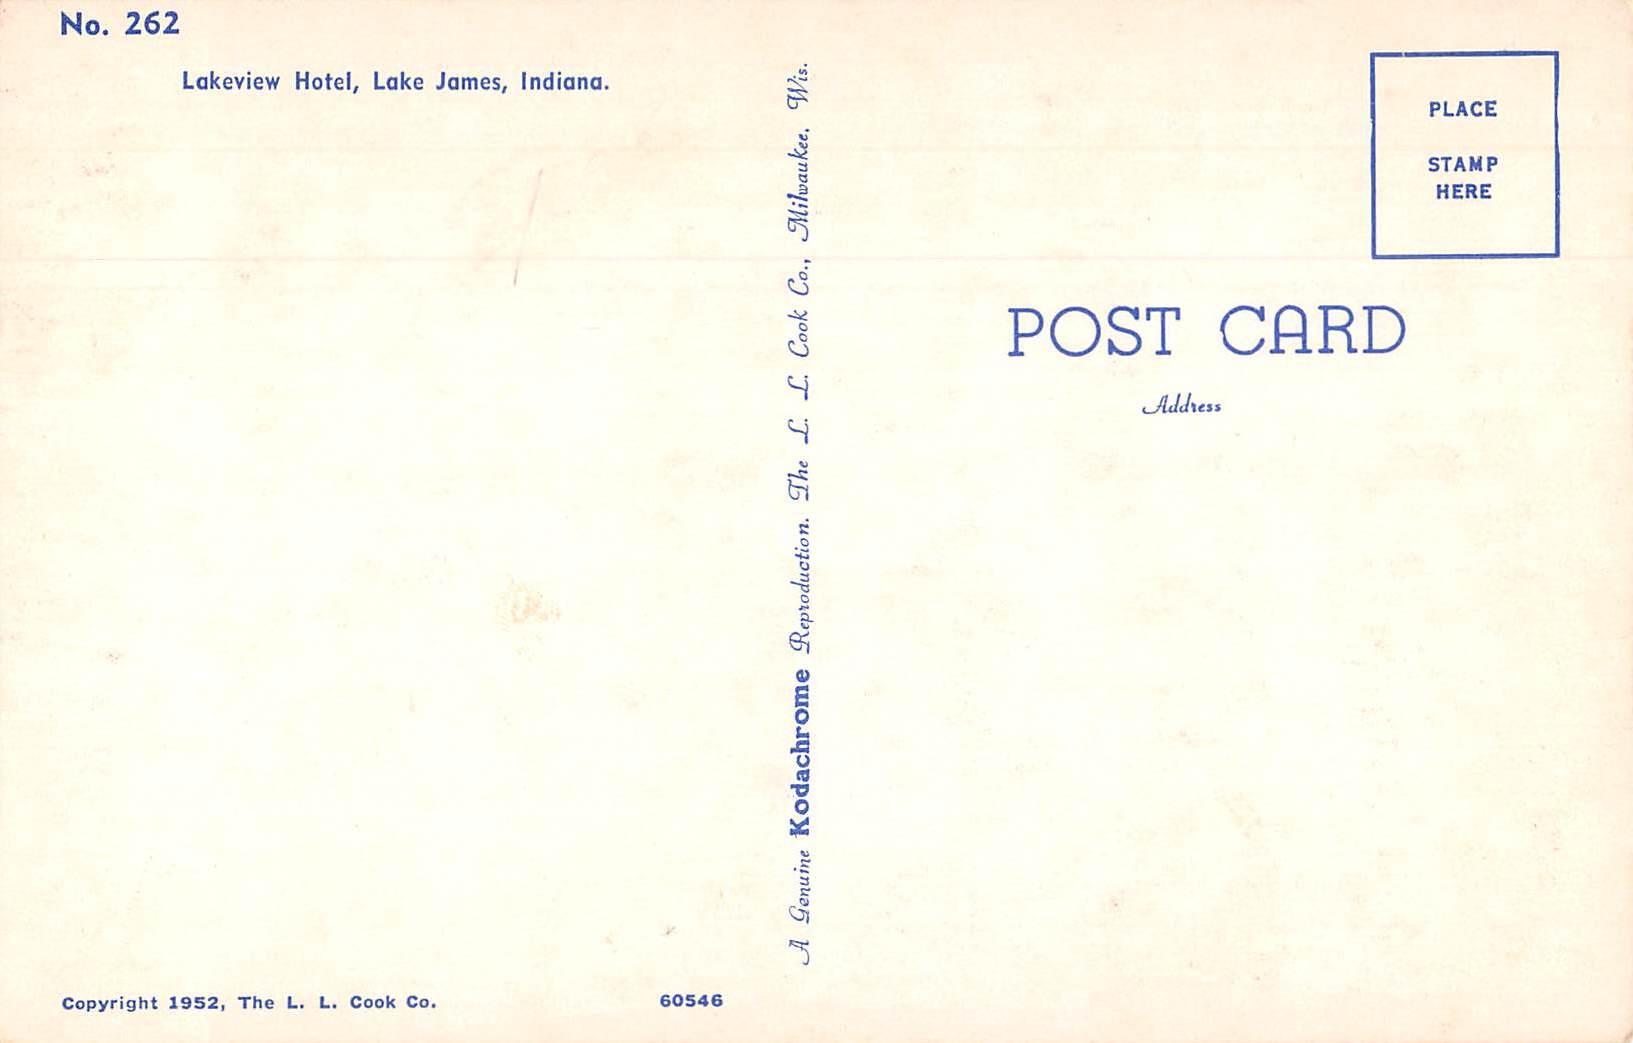 No. 262
Lakeview Hotel, Lake James, Indiana.
A Genuine Kodachrome Reproduction. The L. L. Cook Co., Milwaukee, Wis.
PLACE
STAMP
HERE
POST CARD
Address
Copyright 1952, The L. L. Cook Co.
60546